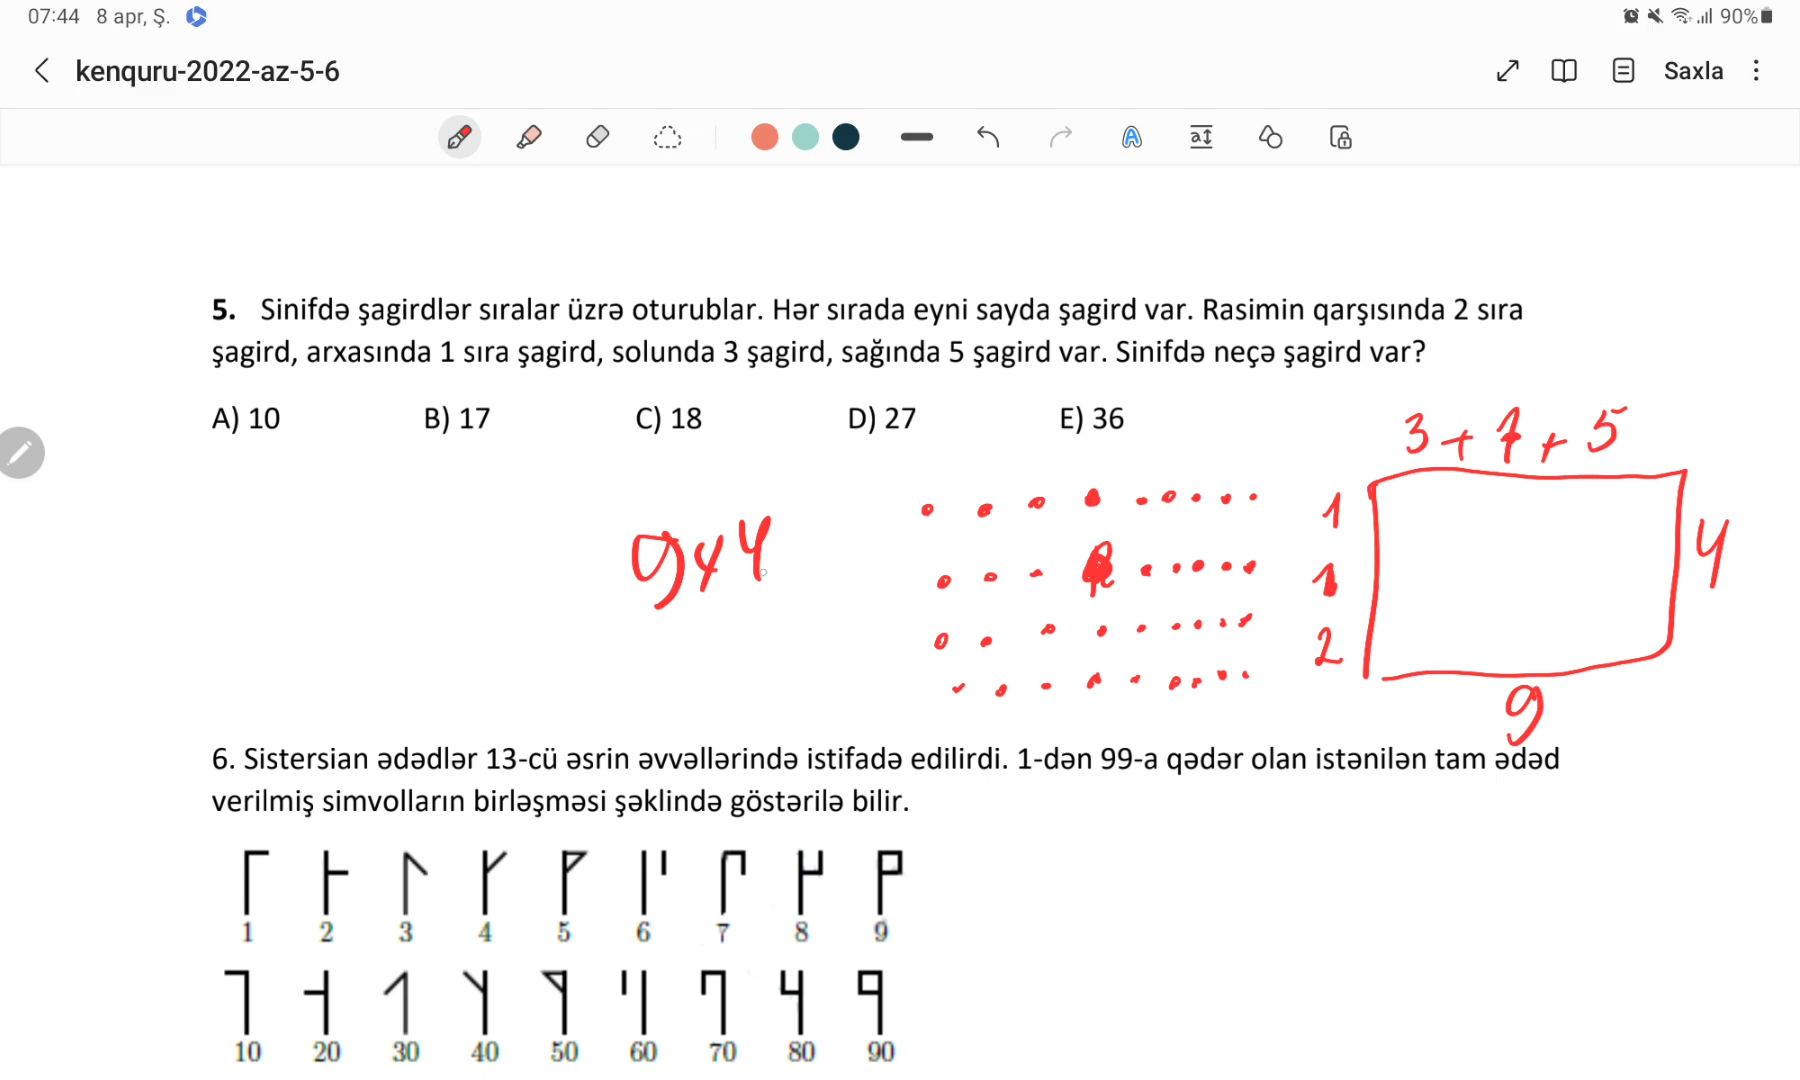 07:44 8 apr, Ş. 90%
kenquru-2022-az-5-6 Saxla
5. Sinifdə şagirdlər sıralar üzrə oturublar. Hər sırada eyni sayda şagird var. Rasimin qarşısında 2 sıra
şagird, arxasında 1 sıra şagird, solunda 3 şagird, sağında 5 şagird var. Sinifdə neçə şagird var?
A) 10 B) 17 C) 18 D) 27 E) 36
3 + 1 + 5
1
9x4
4
1
2
9
6. Sistersian ədədlər 13-cü əsrin əvvəllərində istifadə edilirdi. 1-dən 99-a qədər olan istənilən tam ədəd
verilmiş simvolların birləşməsi şəklində göstərilə bilir.
1 2 3 4 5 6 7 8 9
10 20 30 40 50 60 70 80 90